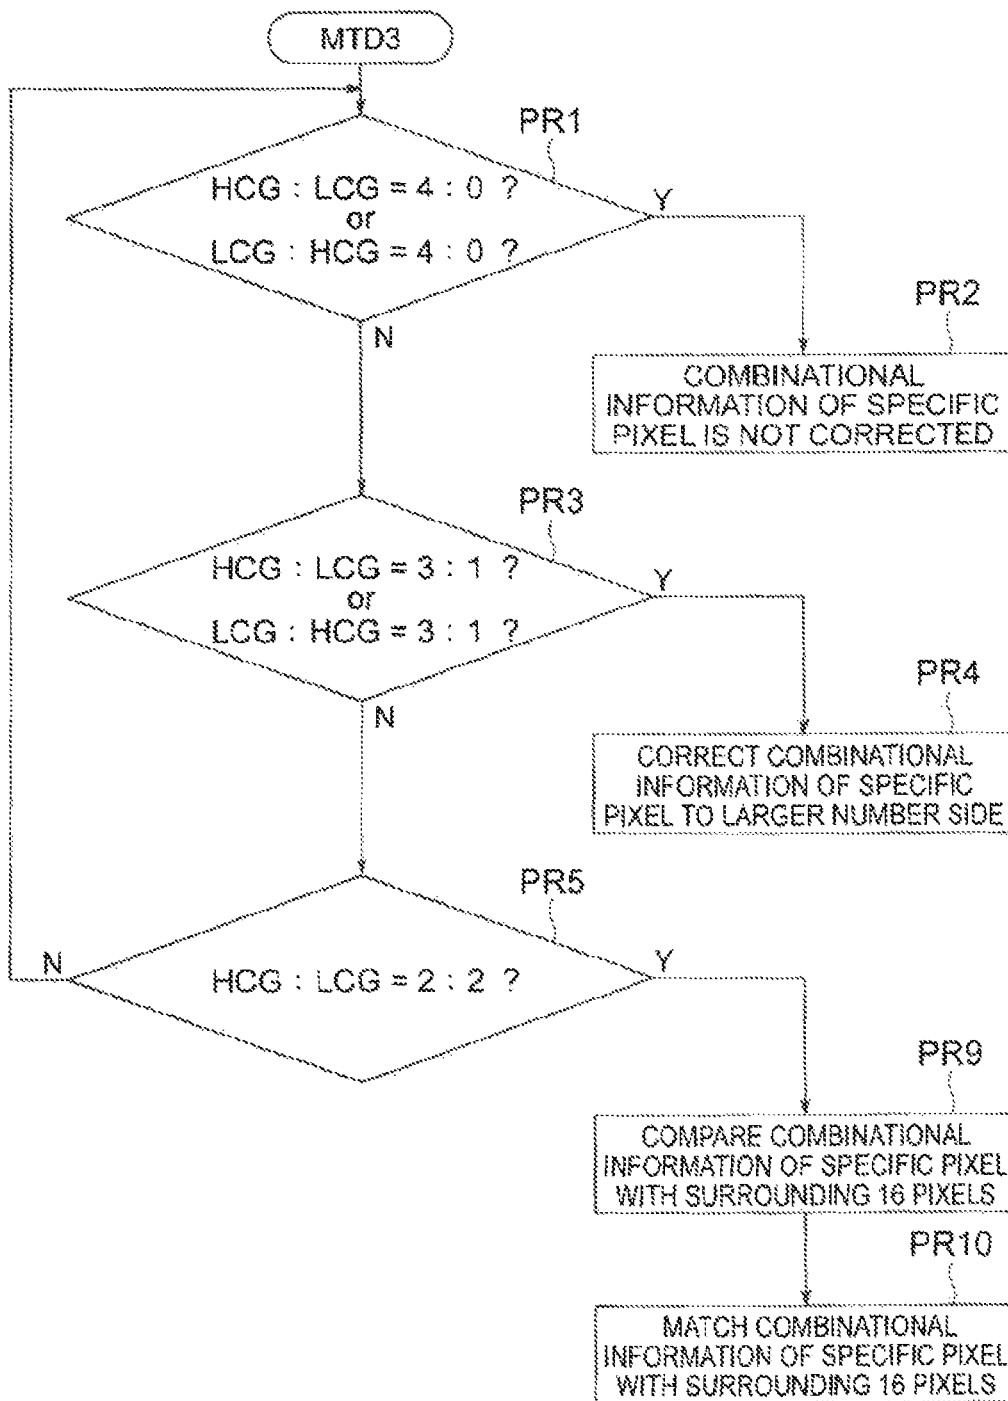 MTD3
PR1
HCG : LCG = 4 : 0 ?
or
LCG : HCG = 4 : 0 ?
Y
N
PR2
COMBINATIONAL
INFORMATION OF SPECIFIC
PIXEL IS NOT CORRECTED
PR3
HCG : LCG = 3 : 1 ?
or
LCG : HCG = 3 : 1 ?
Y
N
PR4
CORRECT COMBINATIONAL
INFORMATION OF SPECIFIC
PIXEL TO LARGER NUMBER SIDE
PR5
HCG : LCG = 2 : 2 ?
N
Y
PR9
COMPARE COMBINATIONAL
INFORMATION OF SPECIFIC PIXEL
WITH SURROUNDING 16 PIXELS
PR10
MATCH COMBINATIONAL
INFORMATION OF SPECIFIC PIXEL
WITH SURROUNDING 16 PIXELS